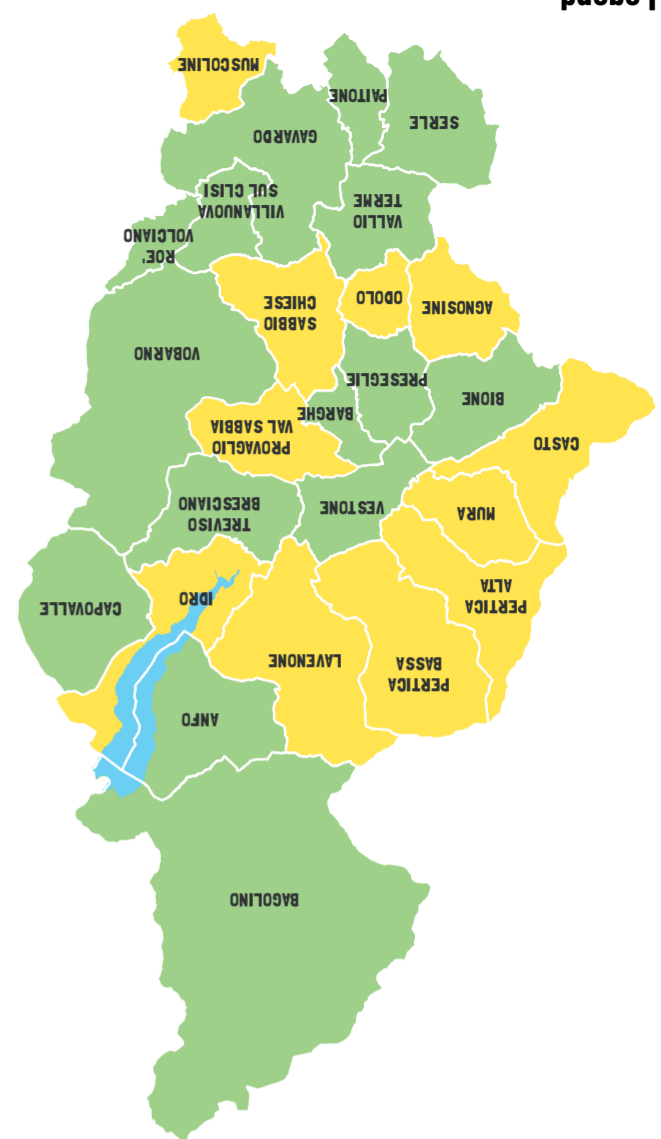 BAGOLINO
ANFO
LAVENONE
PERTICA
BASSA
PERTICA
ALTA
CAPOVALLE
IDRO
TREVISO
BRESCIANO
VESTONE
MURA
CASTO
PROVAGLIO
VAL SABBIA
BARGHE
PRESEGLIE
BIONE
VOBARNO
SABBIO
CHIESE
ODOLO
AGNOSINE
ROE'
VOLCIANO
VILLANUOVA
SUL CLISI
VALLIO
TERME
GAVARDO
PAITONE
SERLE
MUSCOLINE
Legend